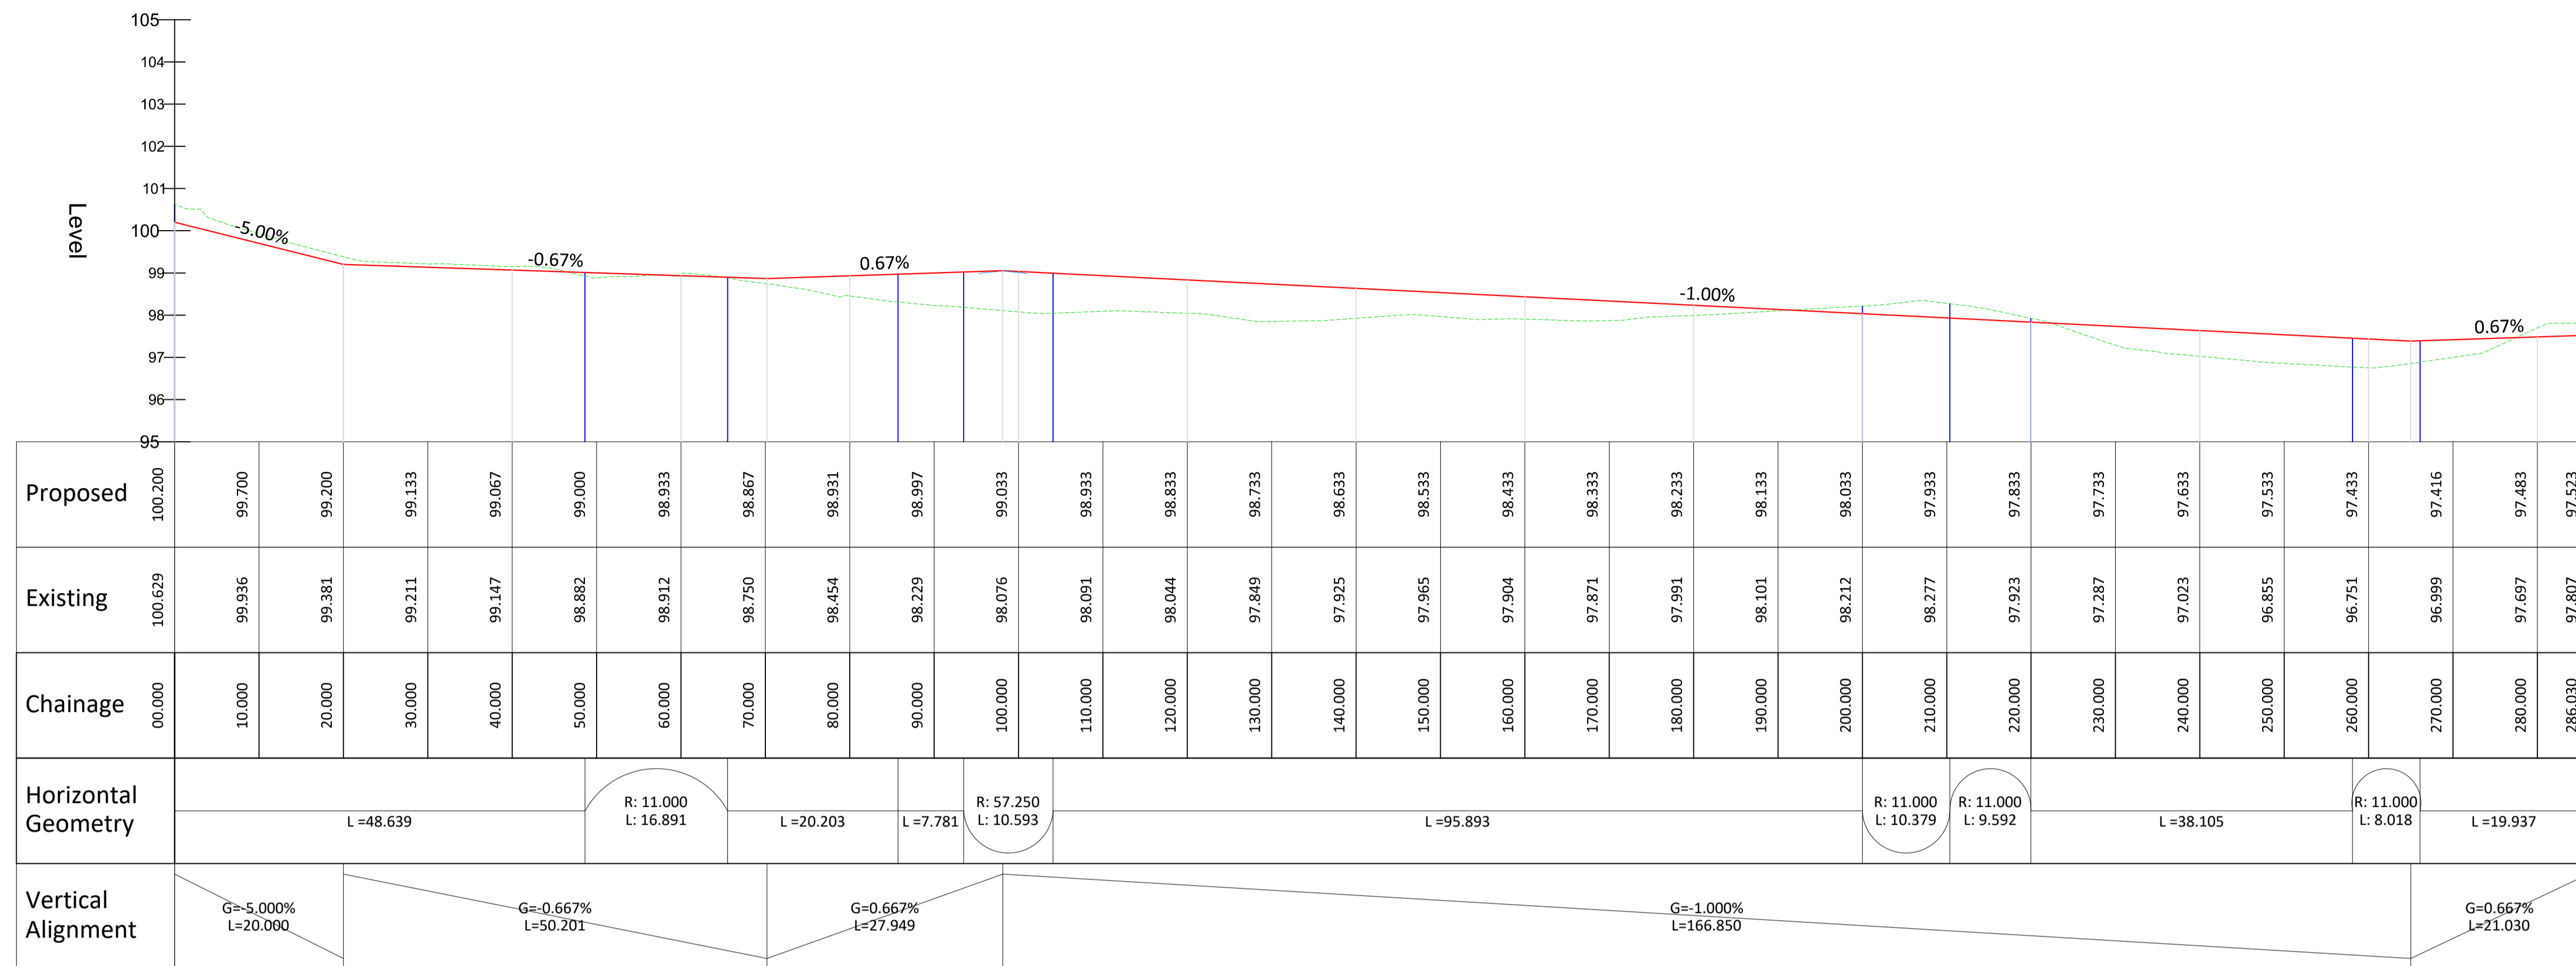 105
104
103
102
101
100
99
98
97
96
95
Level
-5.00%
-0.67%
0.67%
-1.00%
0.67%
Proposed 100.200 99.700 99.200 99.133 99.067 99.000 98.933 98.867 98.931 98.997 99.033 98.933 98.833 98.733 98.633 98.533 98.433 98.333 98.233 98.133 98.033 97.933 97.833 97.733 97.633 97.533 97.433 97.416 97.483 97.523
Existing 100.629 99.936 99.381 99.211 99.147 98.882 98.912 98.750 98.454 98.229 98.076 98.091 98.044 97.849 97.925 97.965 97.904 97.871 97.991 98.101 98.212 98.277 97.923 97.287 97.023 96.855 96.751 96.999 97.697 97.807
Chainage 00.000 10.000 20.000 30.000 40.000 50.000 60.000 70.000 80.000 90.000 100.000 110.000 120.000 130.000 140.000 150.000 160.000 170.000 180.000 190.000 200.000 210.000 220.000 230.000 240.000 250.000 260.000 270.000 280.000 286.030
Horizontal
Geometry
L =48.639
R: 11.000
L: 16.891
L =20.203
L =7.781
R: 57.250
L: 10.593
L =95.893
R: 11.000
L: 10.379
R: 11.000
L: 9.592
L =38.105
R: 11.000
L: 8.018
L =19.937
Vertical
Alignment
G=-5.000%
L=20.000
G=-0.667%
L=50.201
G=0.667%
L=27.949
G=-1.000%
L=166.850
G=0.667%
L=21.030